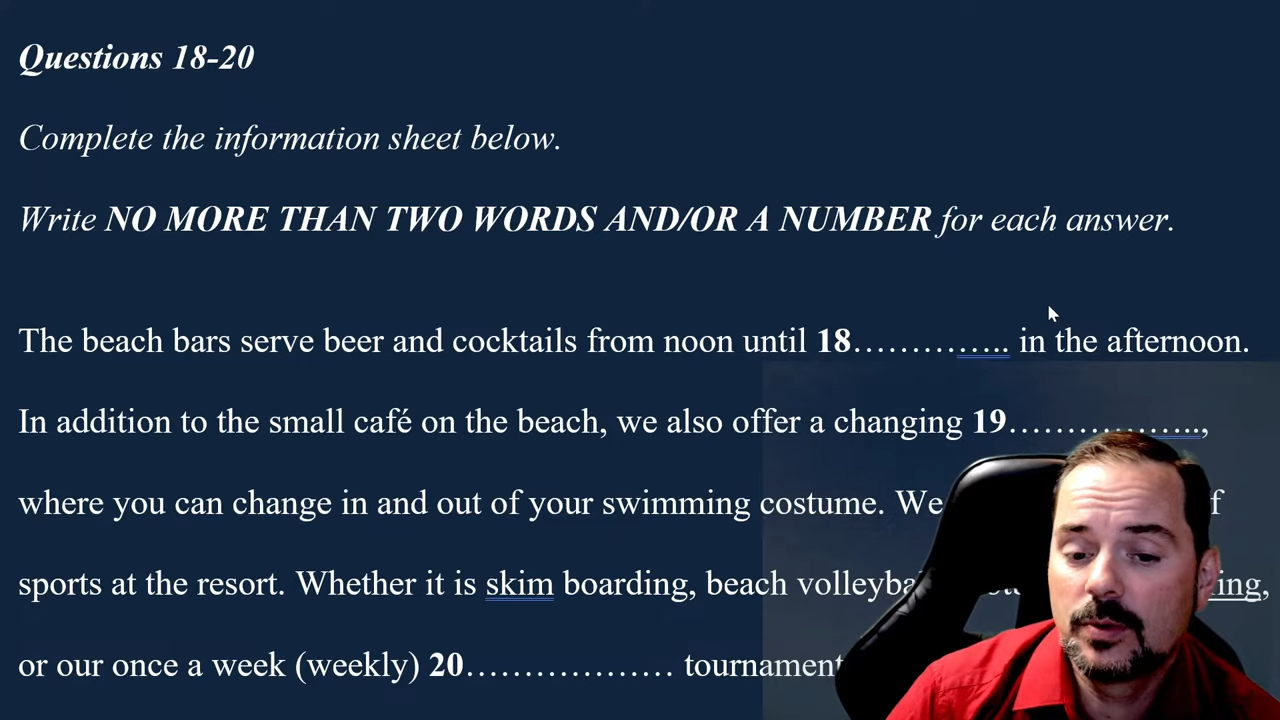 Questions 18-20
Complete the information sheet below.
Write NO MORE THAN TWO WORDS AND/OR A NUMBER for each answer.
The beach bars serve beer and cocktails from noon until 18………….. in the afternoon.
In addition to the small café on the beach, we also offer a changing 19……………..,
where you can change in and out of your swimming costume. We
sports at the resort. Whether it is skim boarding, beach
or our once a week (weekly) 20……………… tournament